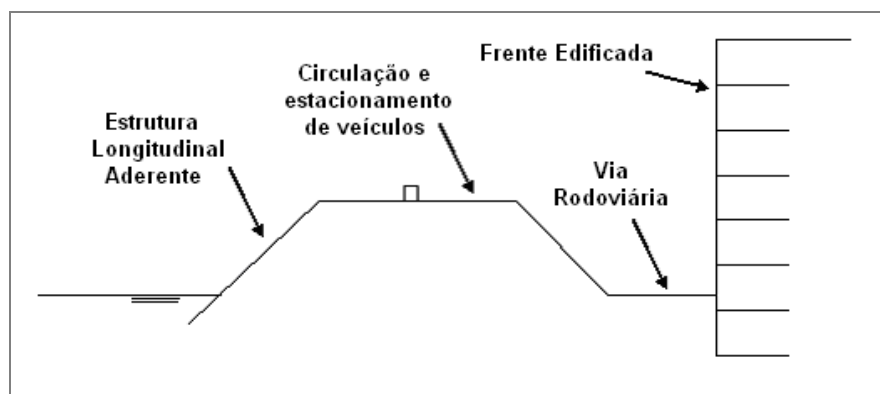 Frente Edificada
Circulação e
estacionamento
de veículos
Estrutura
Longitudinal
Aderente
Via
Rodoviária